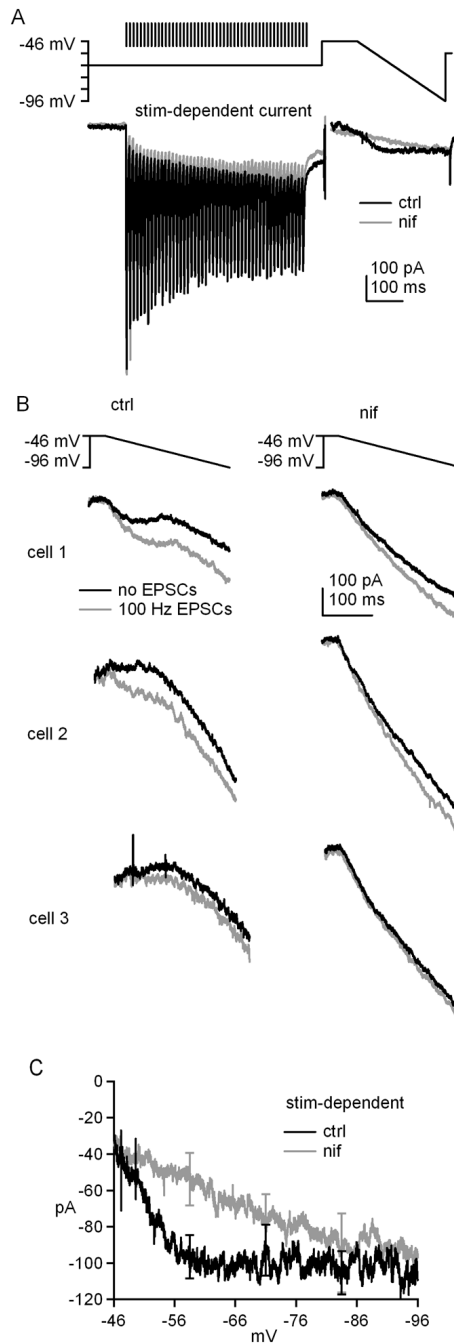 A
-46 mV
-96 mV
stim-dependent current
ctrl
nif
100 pA
100 ms
B
ctrl
nif
-46 mV
-96 mV
-46 mV
-96 mV
cell 1
no EPSCs
100 Hz EPSCs
100 pA
100 ms
cell 2
cell 3
C
0
-20
-40
-60
-80
-100
-120
pA
stim-dependent
ctrl
nif
-46
-56
-66
-76
-86
-96
mV